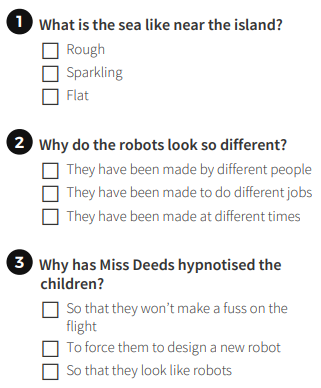 1 What is the sea like near the island?
Rough
Sparkling
Flat
2 Why do the robots look so different?
They have been made by different people
They have been made to do different jobs
They have been made at different times
3 Why has Miss Deeds hypnotised the
children?
So that they won't make a fuss on the
flight
To force them to design a new robot
So that they look like robots